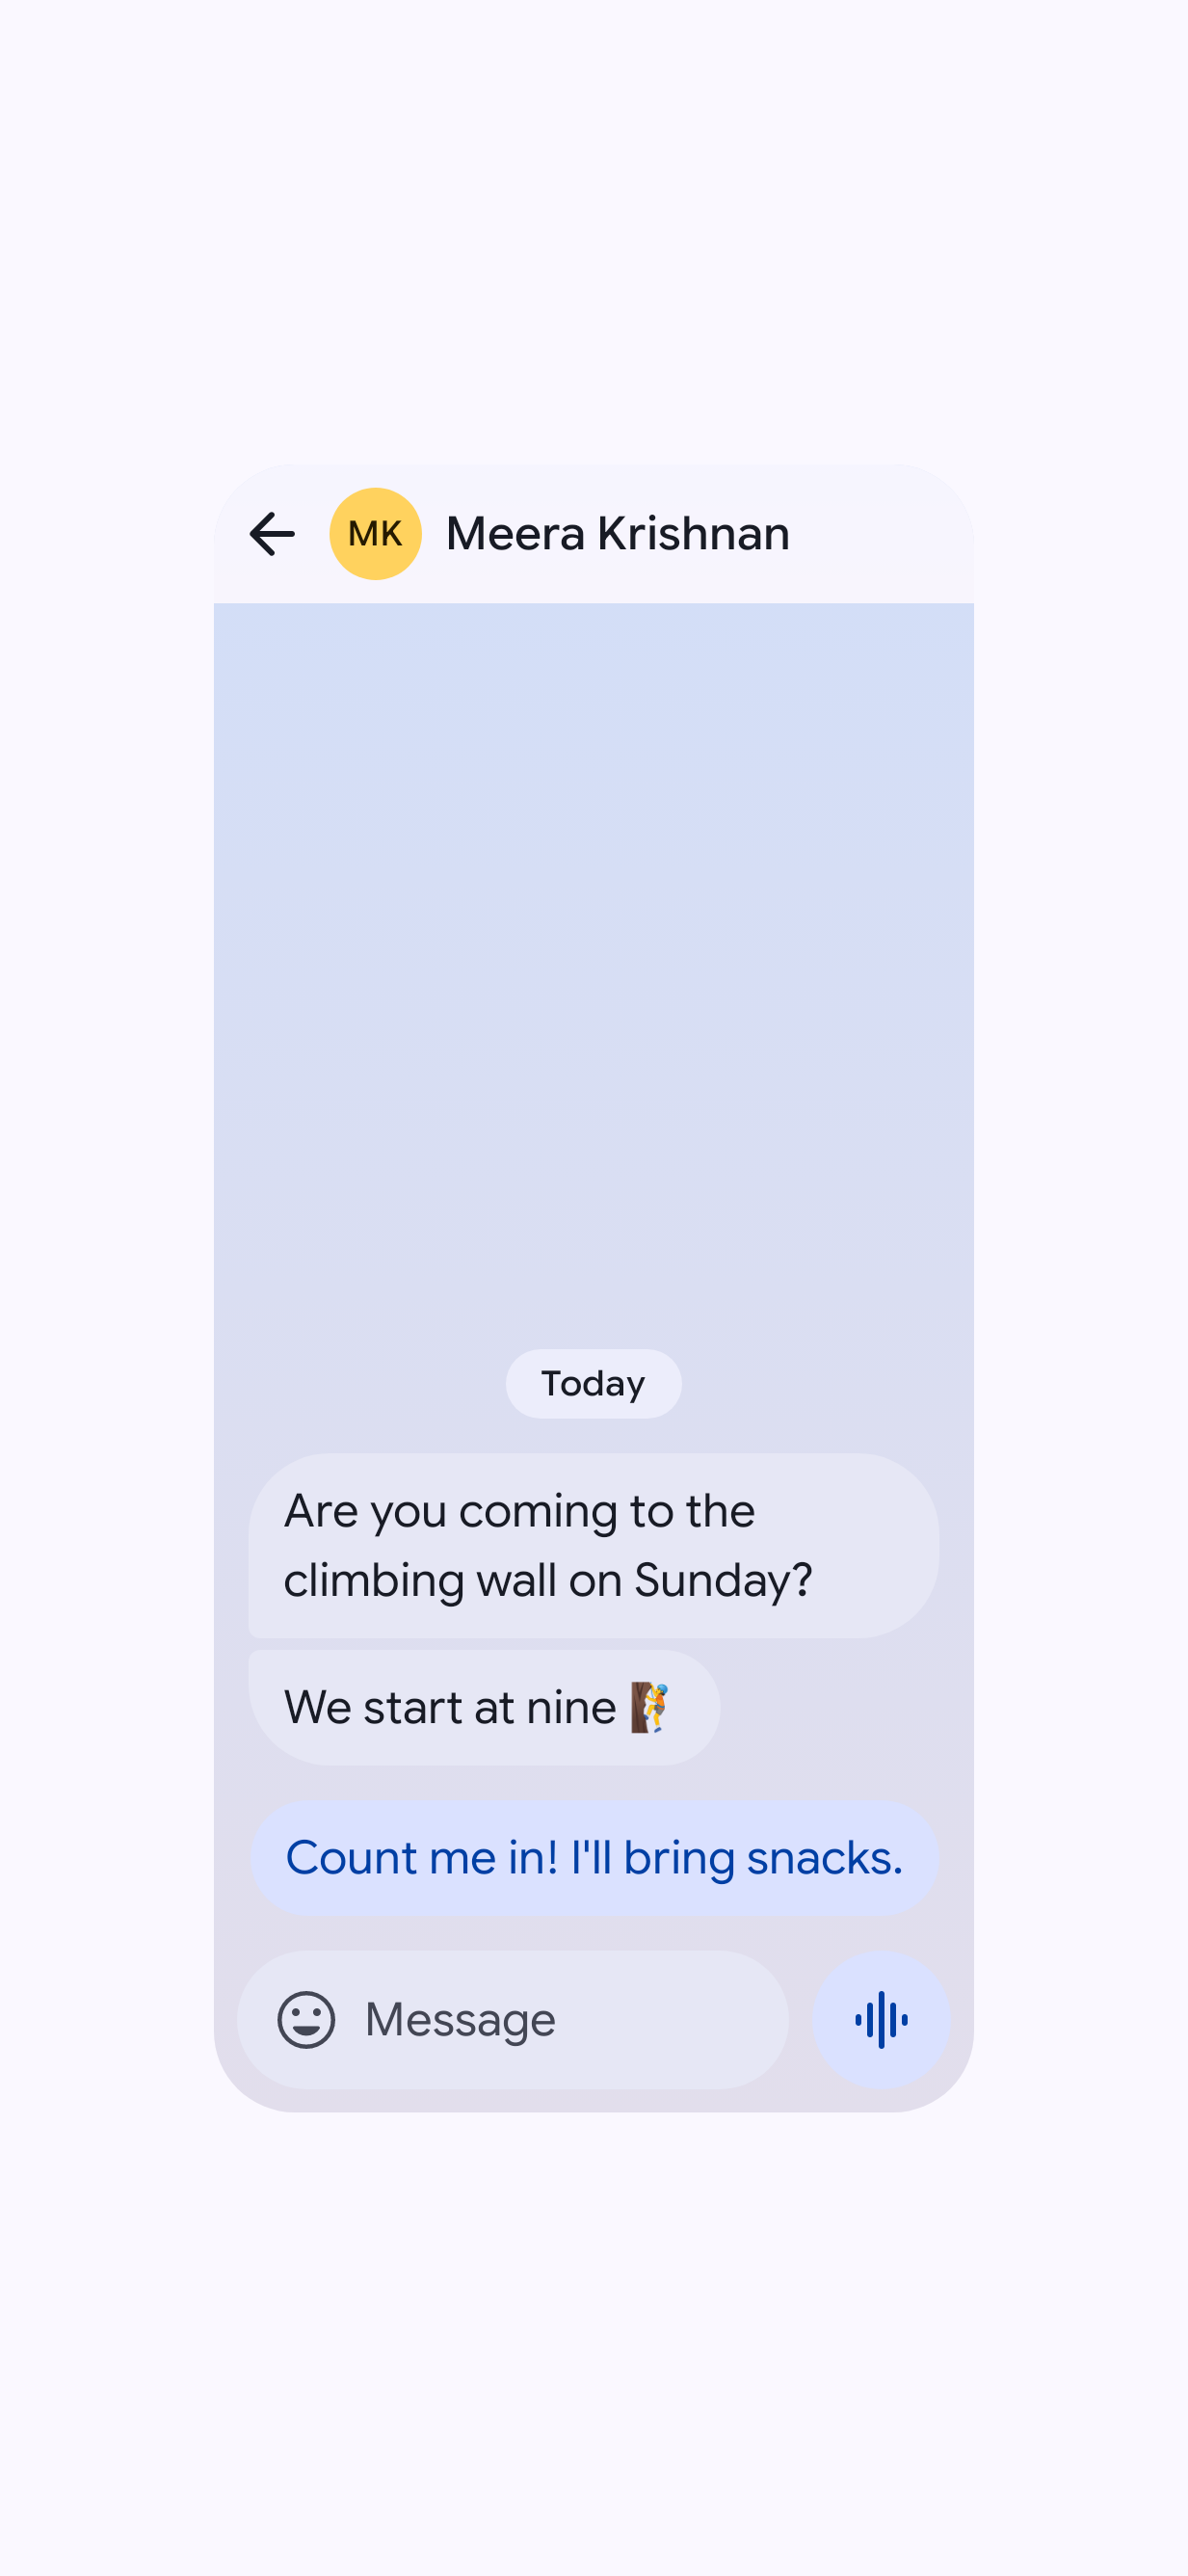 MK
Meera Krishnan
Today
Are you coming to the
climbing wall on Sunday?
We start at nine 🧗
Count me in! I'll bring snacks.
Message